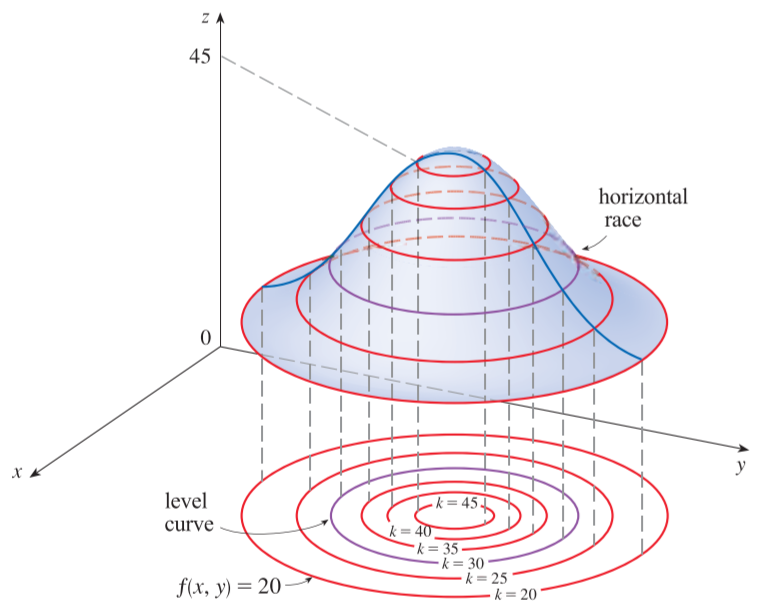 z
45
horizontal
race
0
x
y
level
curve
k = 45
k = 40
k = 35
k = 30
k = 25
k = 20
f(x, y) = 20